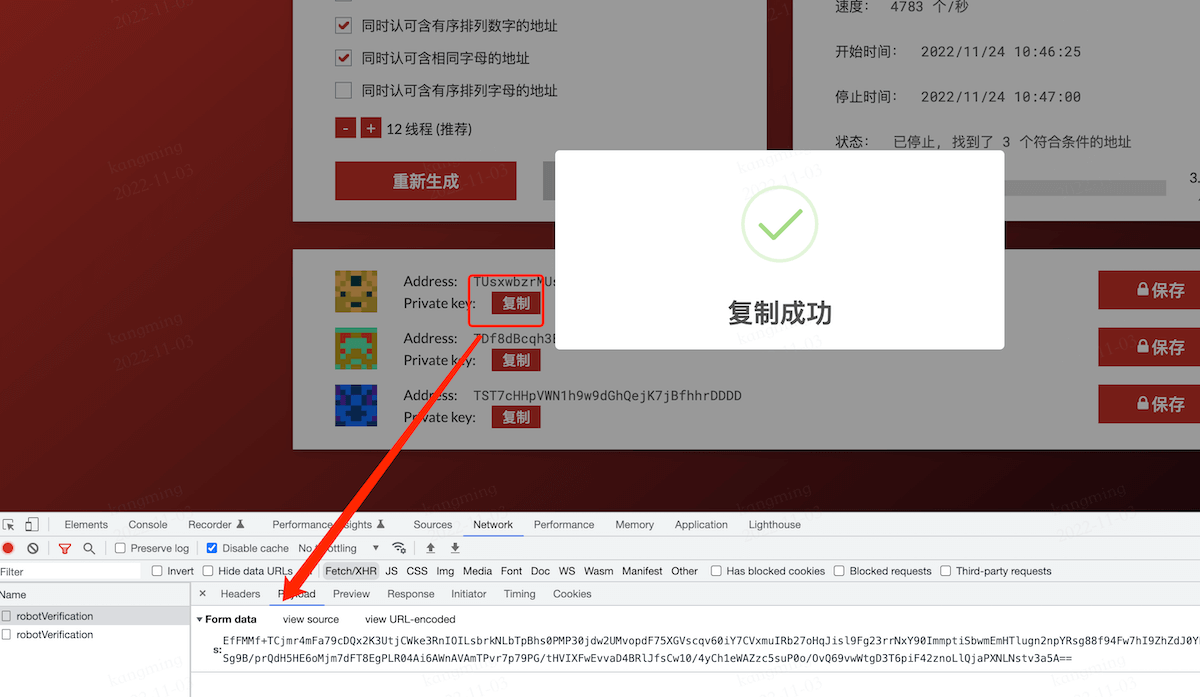 速度： 4783 个/秒
同时认可含有序排列数字的地址
开始时间： 2022/11/24 10:46:25
同时认可含相同字母的地址
同时认可含有序排列字母的地址
停止时间： 2022/11/24 10:47:00
- + 12 线程 (推荐)
状态： 已停止, 找到了 3 个符合条件的地址
重新生成
3.
复制成功
Address: TUsxwbzrMUs
Private key: 复制
保存
Address: TDf8dBcqh3E
Private key: 复制
保存
Address: TST7cHHpVWN1h9w9dGhQejK7jBfhhrDDDD
Private key: 复制
保存
Elements Console Recorder Performance insights Sources Network Performance Memory Application Lighthouse
Preserve log Disable cache No throttling
Filter Invert Hide data URLs Fetch/XHR JS CSS Img Media Font Doc WS Wasm Manifest Other Has blocked cookies Blocked requests Third-party requests
Name × Headers Payload Preview Response Initiator Timing Cookies
robotVerification
robotVerification
Form data view source view URL-encoded
s: EfFMMf+TCjmr4mFa79cDQx2K3UtjCWke3RnIOILsbrkNLbTpBhs0PMP30jdw2UMvopdF75XGVscqv60iY7CVxmuIRb27oHqJisl9Fg23rrNxY90ImmptiSbwmEmHTlugn2npYRsg88f94Fw7hI9ZhZdJ0Y
Sg9B/prQdH5HE6oMjm7dFT8EgPLR04Ai6AWnAVAmTPvr7p79PG/tHVIXFwEvvaD4BRlJfsCw10/4yCh1eWAZzc5suP0o/OvQ69vwWtgD3T6piF42znoLlQjaPXNLNstv3a5A==
kangming
2022-11-03